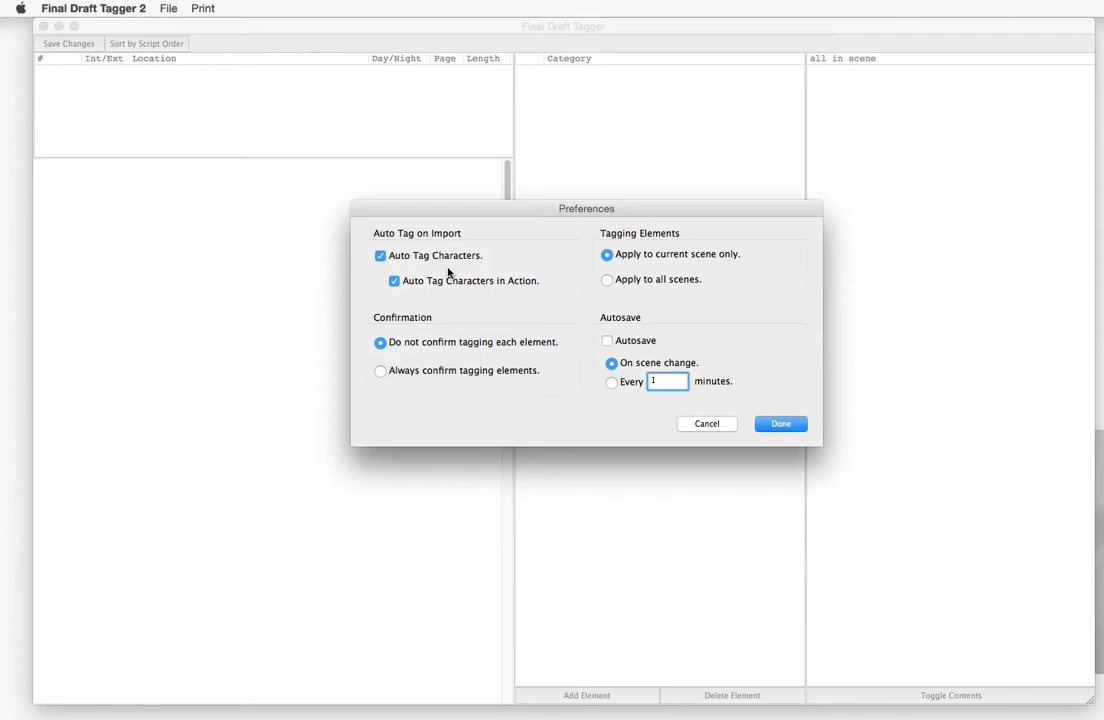 Final Draft Tagger 2 File Print
Final Draft Tagger
Save Changes Sort by Script Order
# Int/Ext Location Day/Night Page Length Category all in scene
Preferences
Auto Tag on Import
Auto Tag Characters.
Auto Tag Characters in Action.
Confirmation
Do not confirm tagging each element.
Always confirm tagging elements.
Tagging Elements
Apply to current scene only.
Apply to all scenes.
Autosave
Autosave
On scene change.
Every 1 minutes.
Cancel Done
Add Element Delete Element Toggle Contents